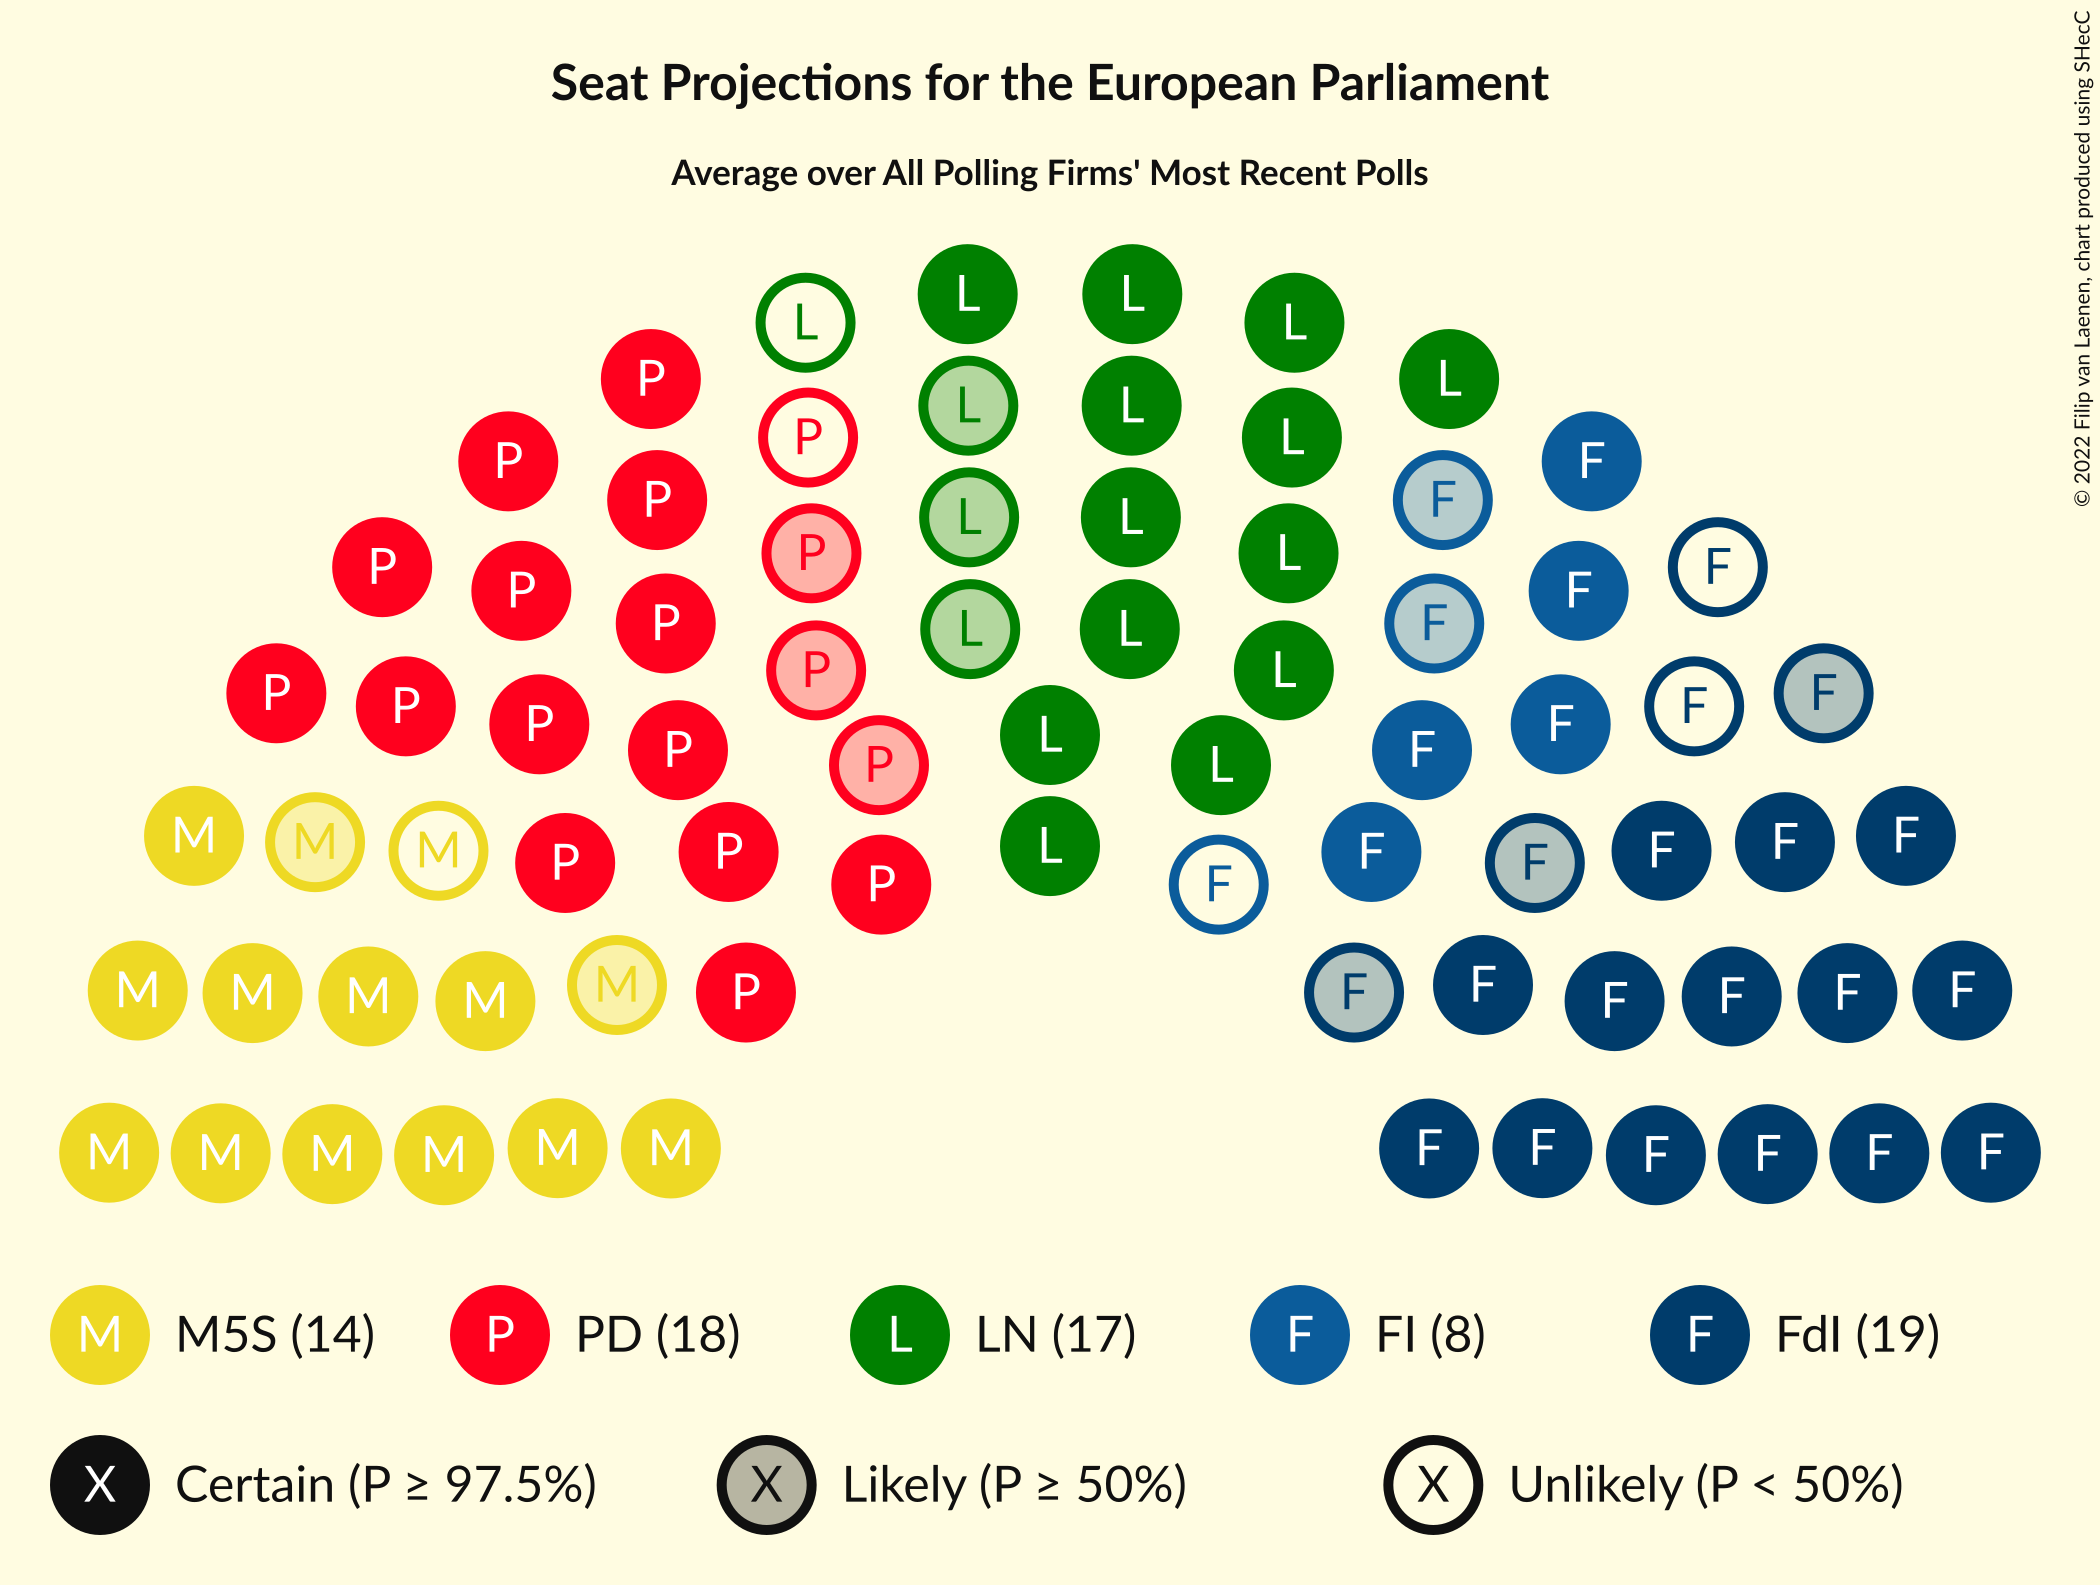 Seat Projections for the European Parliament
Average over All Polling Firms' Most Recent Polls
© 2022 Filip van Laenen, chart produced using SHecC
L L
L L
P L L L
P L
P F F
P P
P L L F F
P P L
P F F
P L L F
P P L
P P P L F F F
P P F F
L
P L
M M M P P L F F F F F
P F
M M M M M P F F F F F F
M M M M M M F F F F F F
M M5S (14) P PD (18) L LN (17) F FI (8) F FdI (19)
X Certain (P ≥ 97.5%) X Likely (P ≥ 50%) X Unlikely (P < 50%)